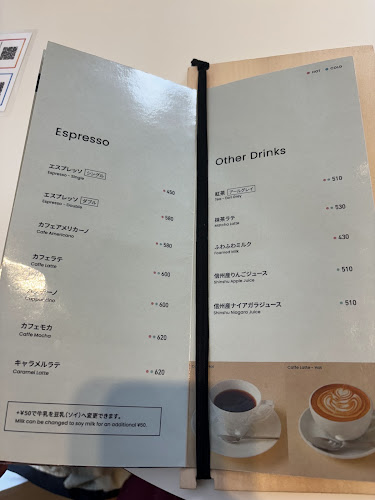 Espresso
エスプレッソ シングル
Espresso - Single
450
エスプレッソ ダブル
Espresso - Double
580
カフェアメリカーノ
Cafe Americano
580
カフェラテ
Caffe Latte
600
600
カフェモカ
Caffe Mocha
620
キャラメルラテ
Caramel Latte
620
+¥50で牛乳を豆乳(ソイ)へ変更できます。
Milk can be changed to soy milk for an additional ¥50.
HOT COLD
Other Drinks
紅茶 アールグレイ
510
抹茶ラテ
Matcha Latte
530
ふわふわミルク
430
信州産りんごジュース
Shinshu Apple Juice
510
信州産ナイアガラジュース
Shinshu Niagara Juice
510
Caffe Latte - Hot